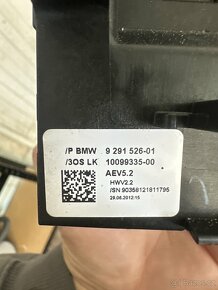 /P BMW 9 291 526-01
/3OS LK 10099335-00
AEV5.2
HWV2.2
/SN 90358121811795
29.08.2012:15